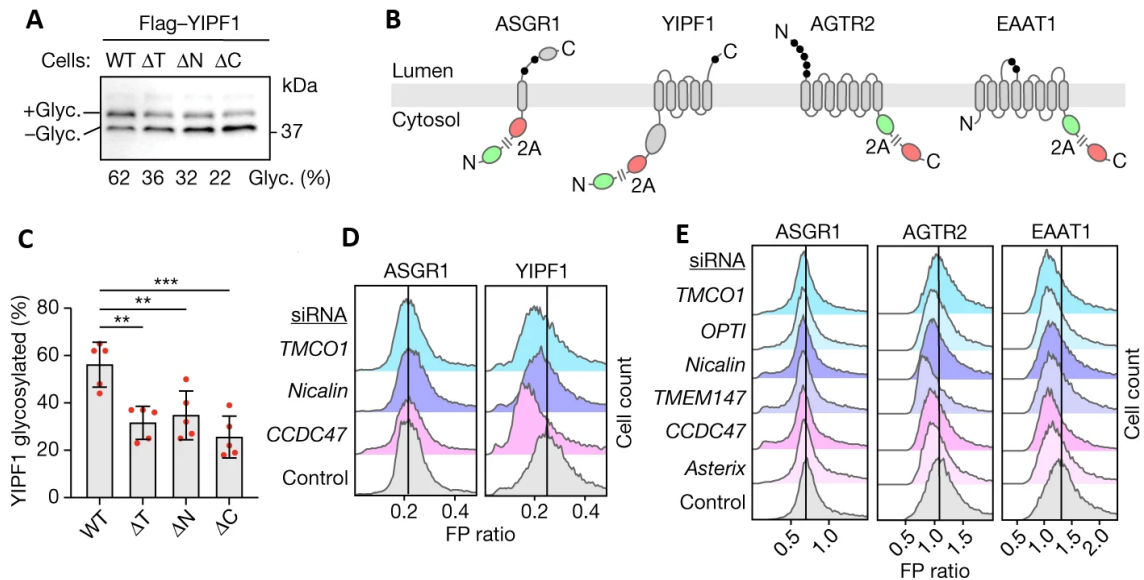 A
Flag–YIPF1
Cells: WT ΔT ΔN ΔC
kDa
+Glyc.
–Glyc.
37
62 36 32 22 Glyc. (%)
B
ASGR1 YIPF1 AGTR2 EAAT1
Lumen
Cytosol
C
N
2A
C
N
2A
N
2A
C
N
2A
C
C
YIPF1 glycosylated (%)
80
60
40
20
0
***
**
**
WT ΔT ΔN ΔC
D
ASGR1 YIPF1
siRNA
TMCO1
Nicalin
CCDC47
Control
Cell count
0.2 0.4 0.2 0.4
FP ratio
E
ASGR1 AGTR2 EAAT1
siRNA
TMCO1
OPTI
Nicalin
TMEM147
CCDC47
Asterix
Control
Cell count
0.5 1.0 0.5 1.0 1.5 0.5 1.0 1.5 2.0
FP ratio